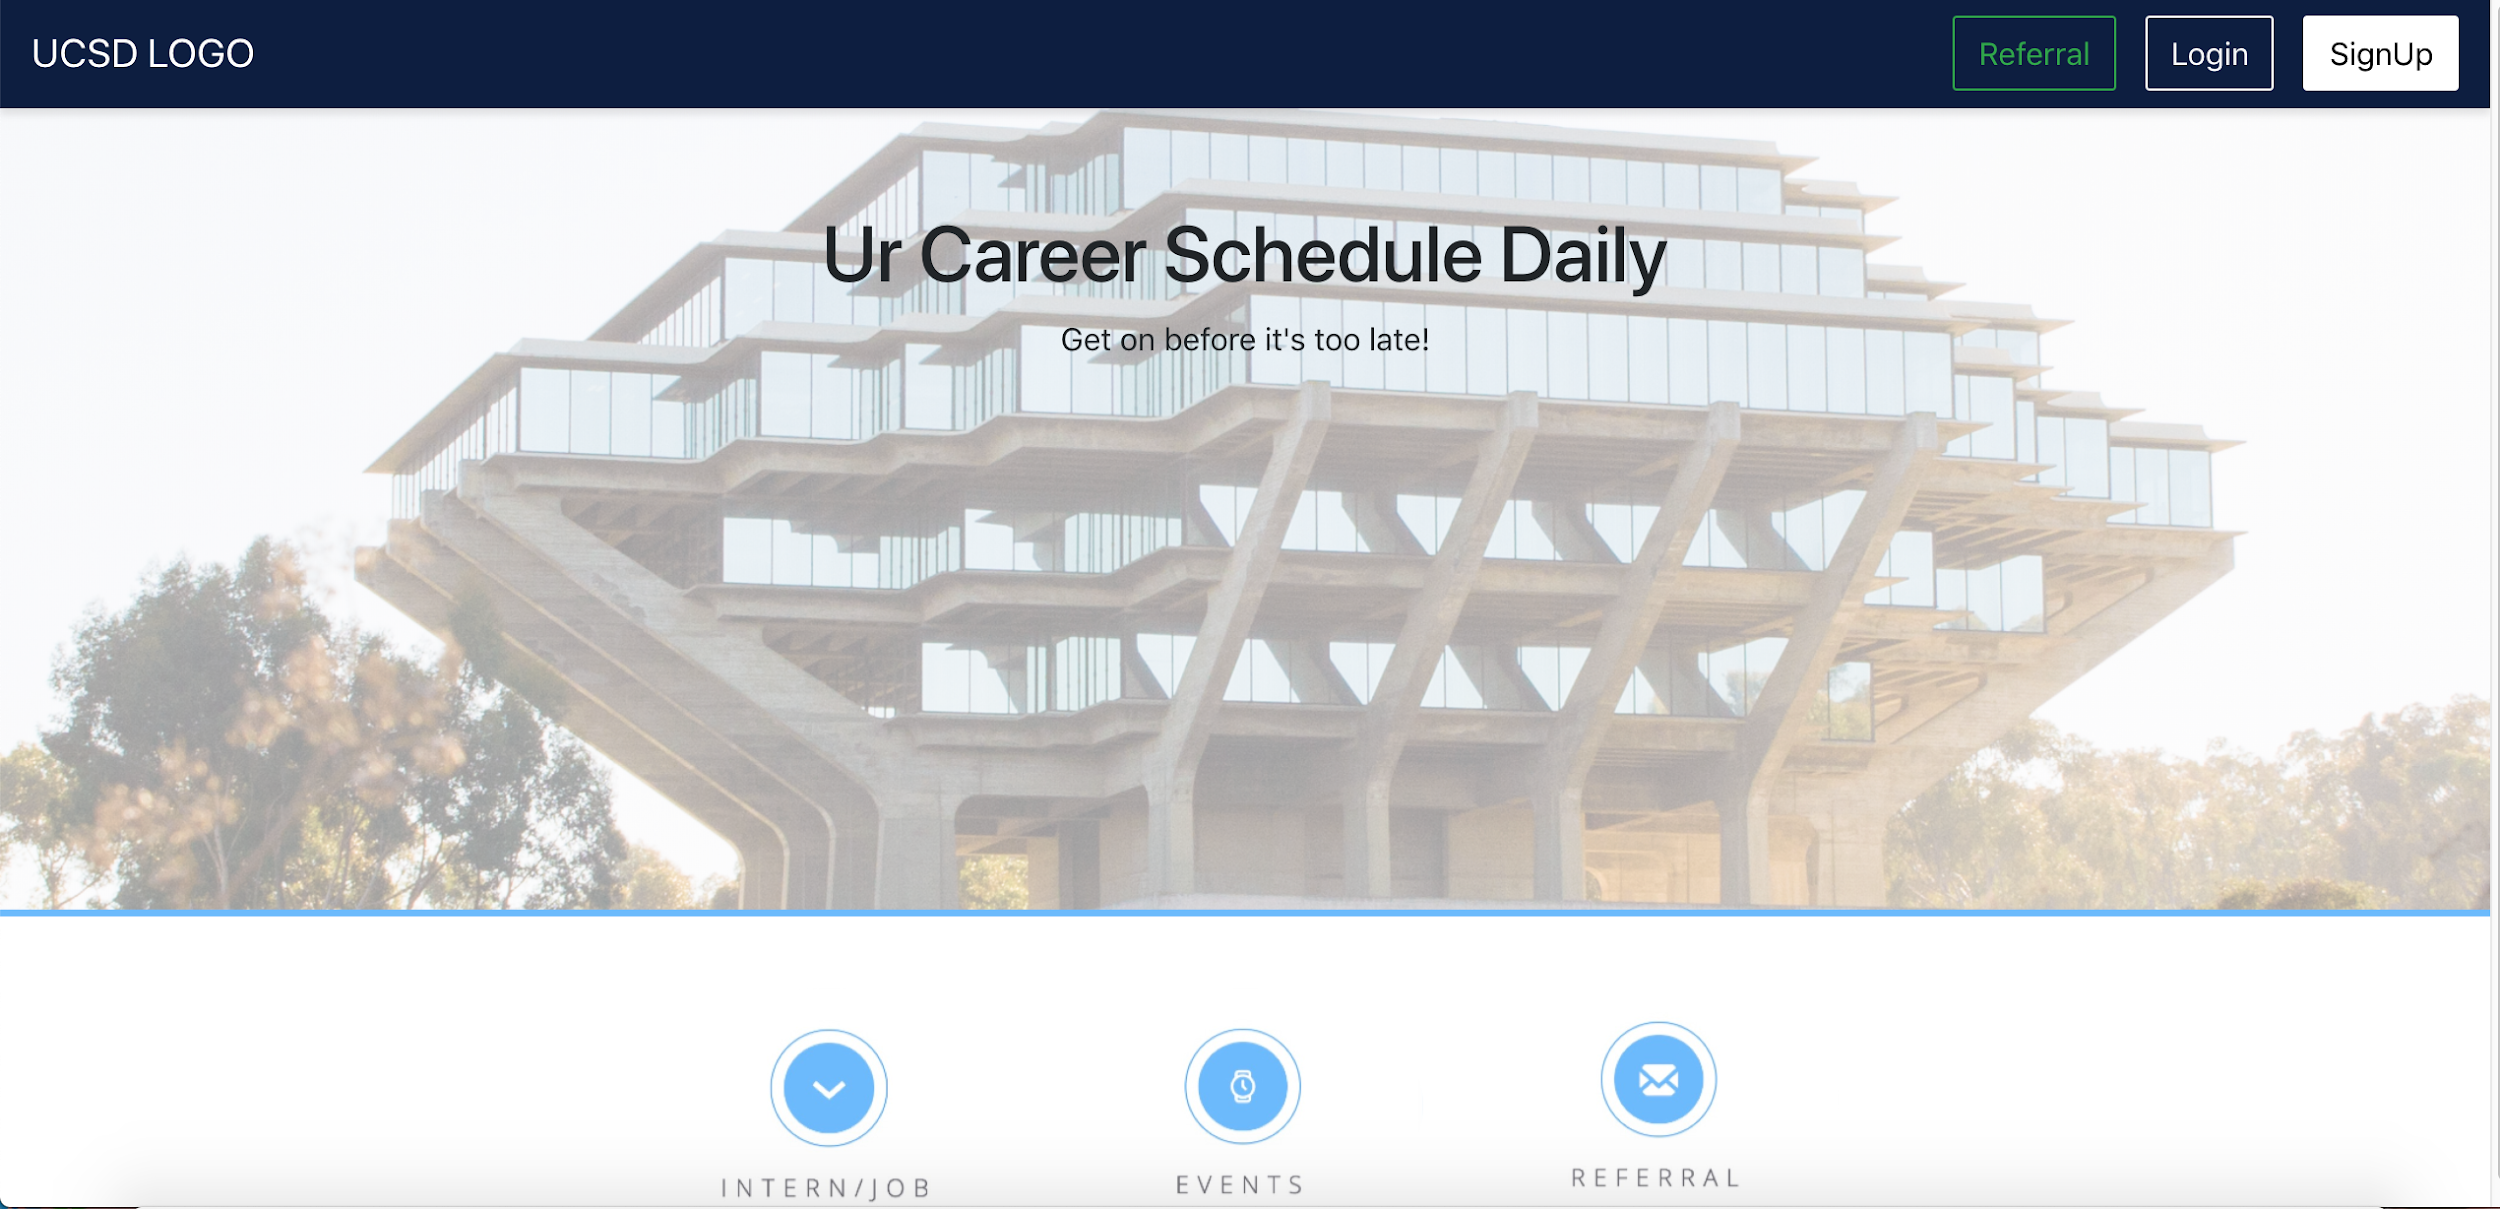 UCSD LOGO
Referral
Login
SignUp
Ur Career Schedule Daily
Get on before it's too late!
INTERN/JOB
EVENTS
REFERRAL